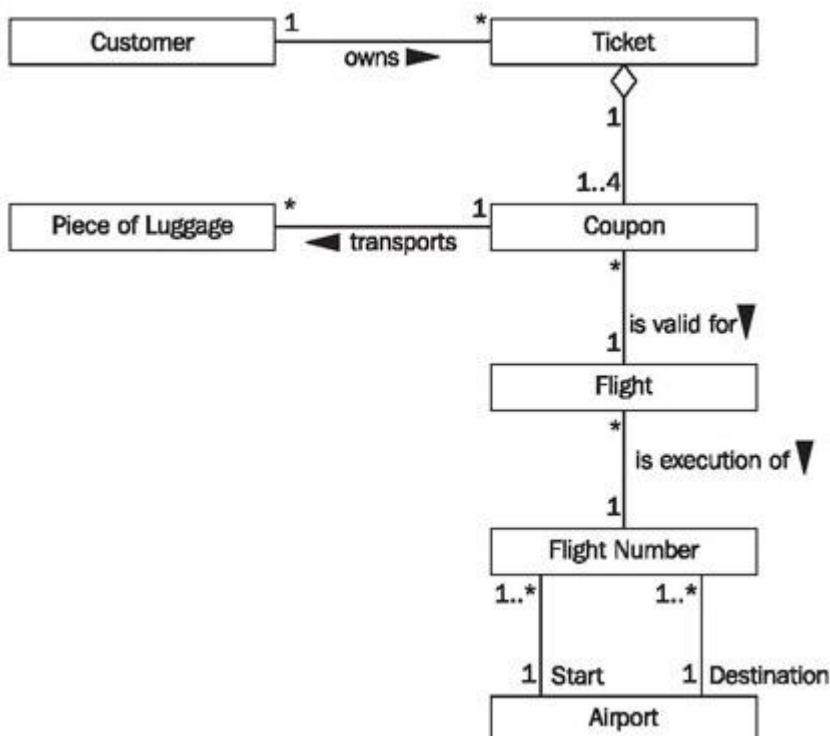 Customer
1
*
Ticket
owns
1
1..4
Piece of Luggage
*
1
Coupon
transports
*
is valid for
1
Flight
*
is execution of
1
Flight Number
1..*
1..*
1 Start
1 Destination
Airport